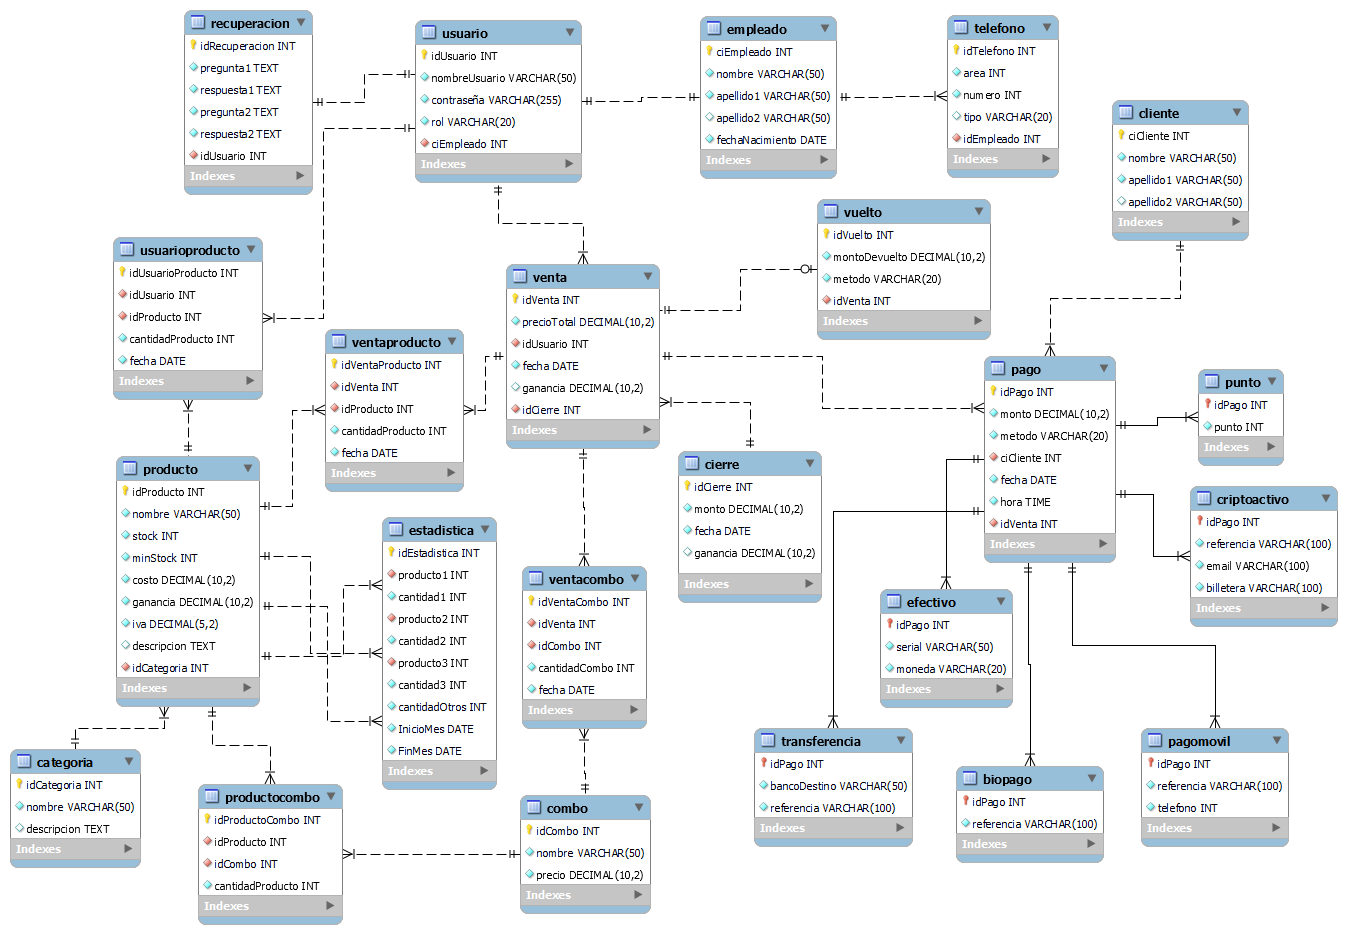 recuperacion
idRecuperacion INT
pregunta1 TEXT
respuesta1 TEXT
pregunta2 TEXT
respuesta2 TEXT
idUsuario INT
Indexes
usuario
idUsuario INT
nombreUsuario VARCHAR(50)
contraseña VARCHAR(255)
rol VARCHAR(20)
ciEmpleado INT
Indexes
empleado
ciEmpleado INT
nombre VARCHAR(50)
apellido1 VARCHAR(50)
apellido2 VARCHAR(50)
fechaNacimiento DATE
Indexes
telefono
idTelefono INT
area INT
numero INT
tipo VARCHAR(20)
idEmpleado INT
Indexes
cliente
ciCliente INT
nombre VARCHAR(50)
apellido1 VARCHAR(50)
apellido2 VARCHAR(50)
Indexes
vuelto
idVuelto INT
montoDevuelto DECIMAL(10,2)
metodo VARCHAR(20)
idVenta INT
Indexes
usuarioproducto
idUsuarioProducto INT
idUsuario INT
idProducto INT
cantidadProducto INT
fecha DATE
Indexes
venta
idVenta INT
precioTotal DECIMAL(10,2)
idUsuario INT
fecha DATE
ganancia DECIMAL(10,2)
idCierre INT
Indexes
ventaproducto
idVentaProducto INT
idVenta INT
idProducto INT
cantidadProducto INT
fecha DATE
Indexes
pago
idPago INT
monto DECIMAL(10,2)
metodo VARCHAR(20)
ciCliente INT
fecha DATE
hora TIME
idVenta INT
Indexes
punto
idPago INT
punto INT
Indexes
producto
idProducto INT
nombre VARCHAR(50)
stock INT
minStock INT
costo DECIMAL(10,2)
ganancia DECIMAL(10,2)
iva DECIMAL(5,2)
descripcion TEXT
idCategoria INT
Indexes
cierre
idCierre INT
monto DECIMAL(10,2)
fecha DATE
ganancia DECIMAL(10,2)
Indexes
criptoactivo
idPago INT
referencia VARCHAR(100)
email VARCHAR(100)
billetera VARCHAR(100)
Indexes
estadistica
idEstadistica INT
producto1 INT
cantidad1 INT
producto2 INT
cantidad2 INT
producto3 INT
cantidad3 INT
cantidadOtros INT
InicioMes DATE
FinMes DATE
Indexes
ventacombo
idVentaCombo INT
idVenta INT
idCombo INT
cantidadCombo INT
fecha DATE
Indexes
efectivo
idPago INT
serial VARCHAR(50)
moneda VARCHAR(20)
Indexes
transferencia
idPago INT
bancoDestino VARCHAR(50)
referencia VARCHAR(100)
Indexes
pagomovil
idPago INT
referencia VARCHAR(100)
telefono INT
Indexes
categoria
idCategoria INT
nombre VARCHAR(50)
descripcion TEXT
Indexes
biopago
idPago INT
referencia VARCHAR(100)
Indexes
productocombo
idProductoCombo INT
idProducto INT
idCombo INT
cantidadProducto INT
Indexes
combo
idCombo INT
nombre VARCHAR(50)
precio DECIMAL(10,2)
Indexes